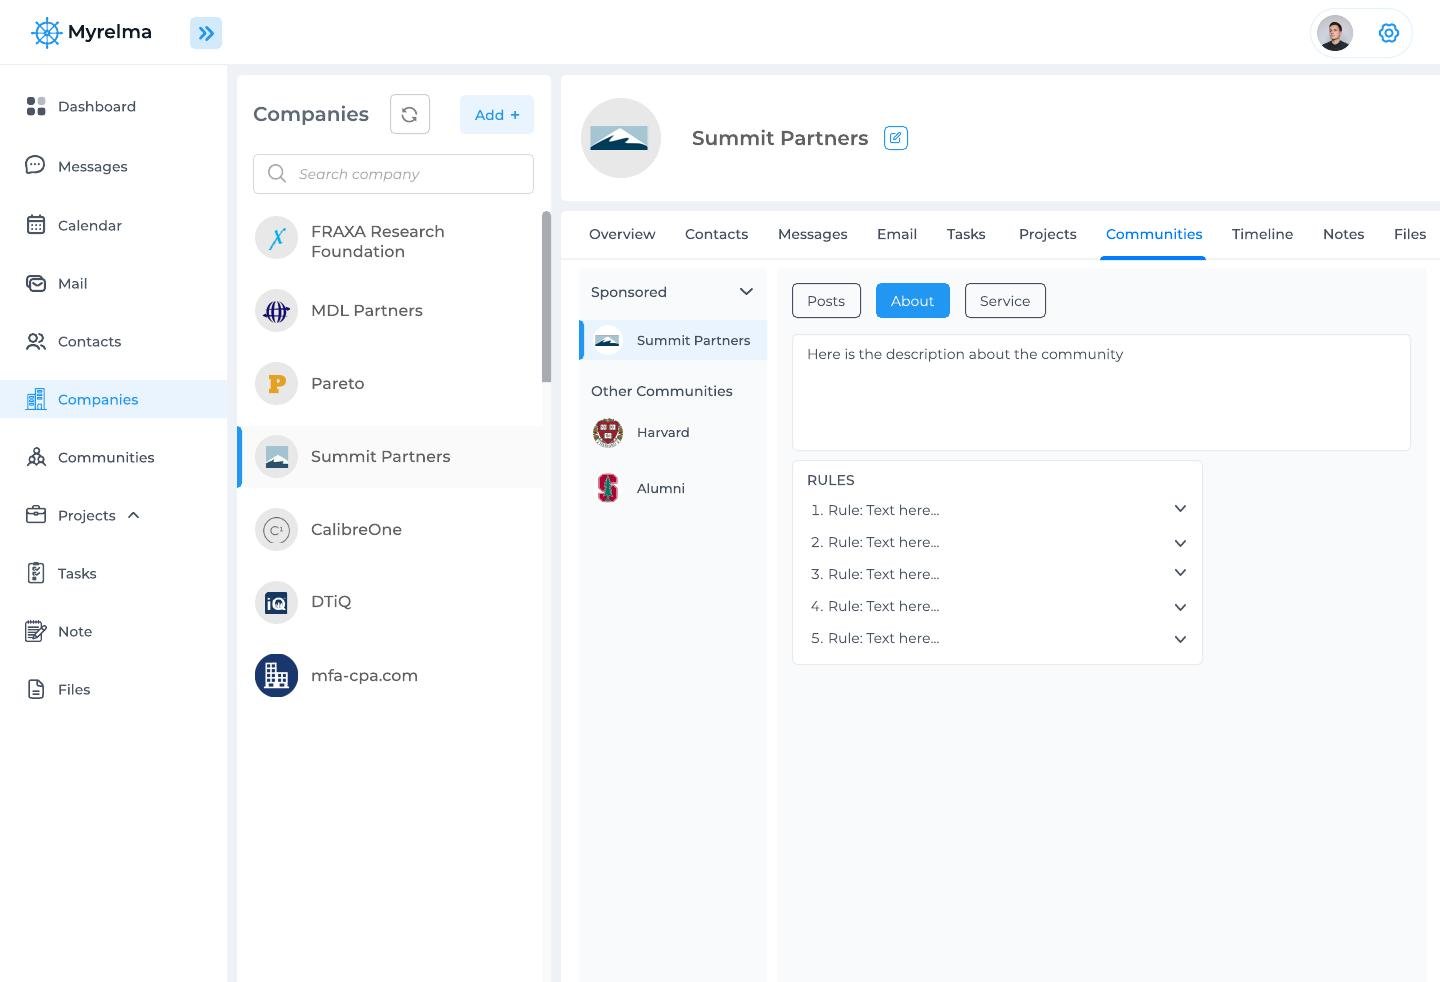 Myrelma
Dashboard
Messages
Calendar
Mail
Contacts
Companies
Communities
Projects
Tasks
Note
Files
Companies
Add +
Search company
FRAXA Research
Foundation
MDL Partners
P
Pareto
Summit Partners
C¹
CalibreOne
iQ
DTiQ
mfa-cpa.com
Summit Partners
Overview Contacts Messages Email Tasks Projects Communities Timeline Notes Files
Sponsored
Summit Partners
Other Communities
Harvard
S
Alumni
Posts About Service
Here is the description about the community
RULES
1. Rule: Text here...
2. Rule: Text here...
3. Rule: Text here...
4. Rule: Text here...
5. Rule: Text here...